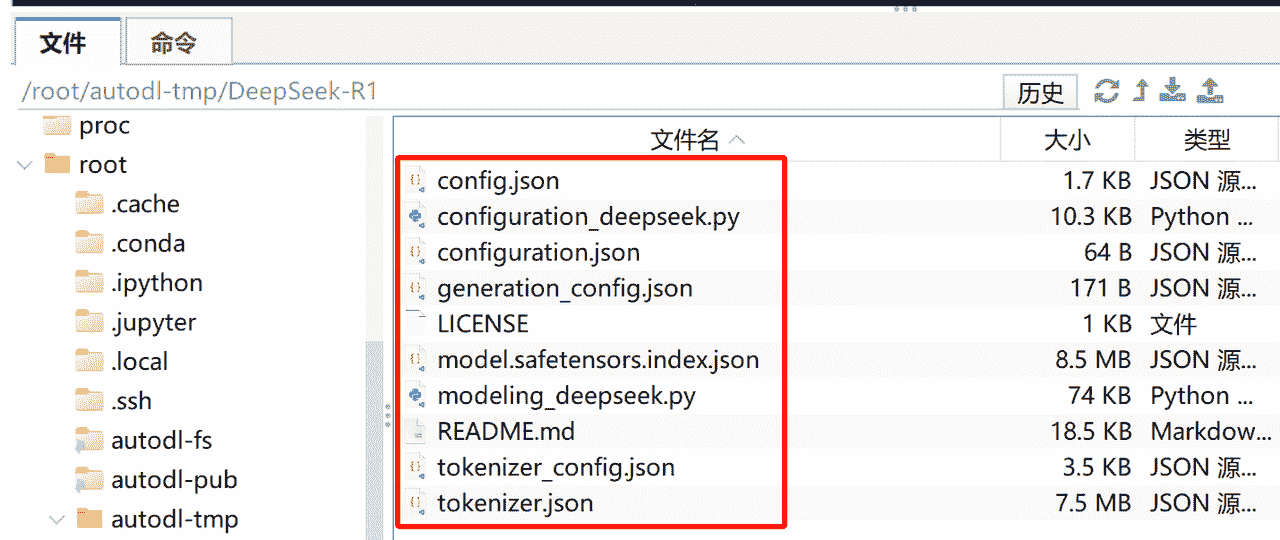 文件 命令
/root/autodl-tmp/DeepSeek-R1 历史
proc
root
.cache
.conda
.ipython
.jupyter
.local
.ssh
autodl-fs
autodl-pub
autodl-tmp
文件名 大小 类型
config.json 1.7 KB JSON 源...
configuration_deepseek.py 10.3 KB Python ...
configuration.json 64 B JSON 源...
generation_config.json 171 B JSON 源...
LICENSE 1 KB 文件
model.safetensors.index.json 8.5 MB JSON 源...
modeling_deepseek.py 74 KB Python ...
README.md 18.5 KB Markdow...
tokenizer_config.json 3.5 KB JSON 源...
tokenizer.json 7.5 MB JSON 源...